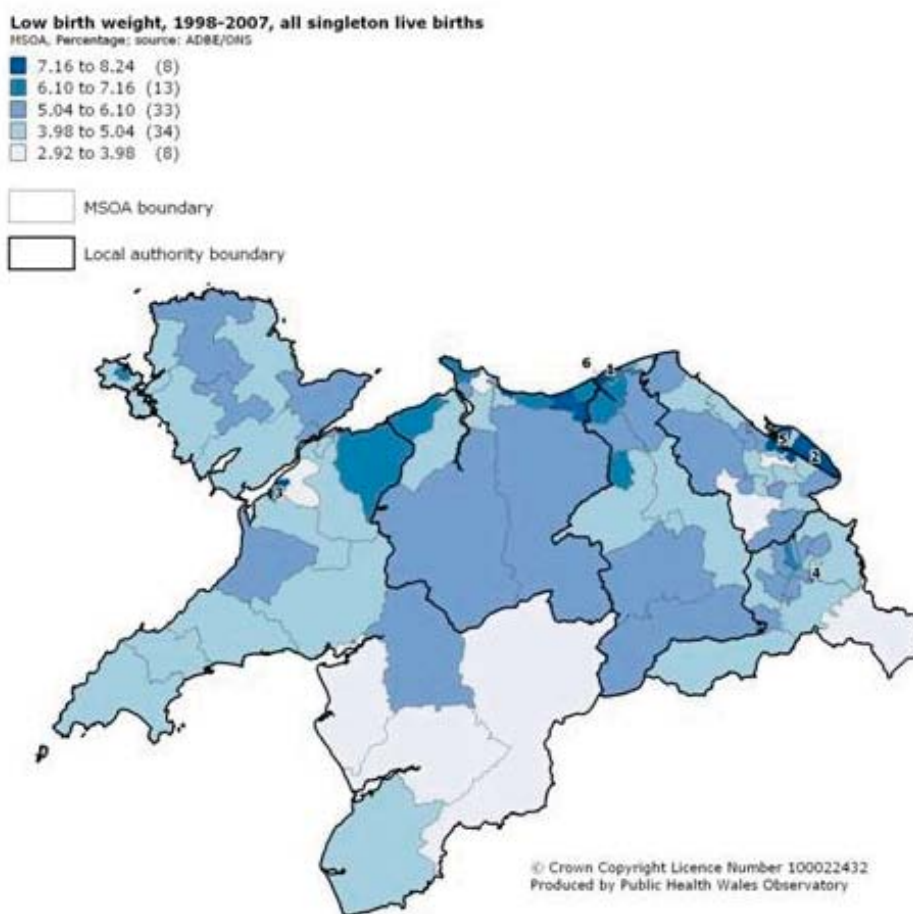 Low birth weight, 1998-2007, all singleton live births
MSOA, Percentage; source: ADBE/ONS
7.16 to 8.24 (8)
6.10 to 7.16 (13)
5.04 to 6.10 (33)
3.98 to 5.04 (34)
2.92 to 3.98 (8)
MSOA boundary
Local authority boundary
6
5
2
4
© Crown Copyright Licence Number 100022432
Produced by Public Health Wales Observatory